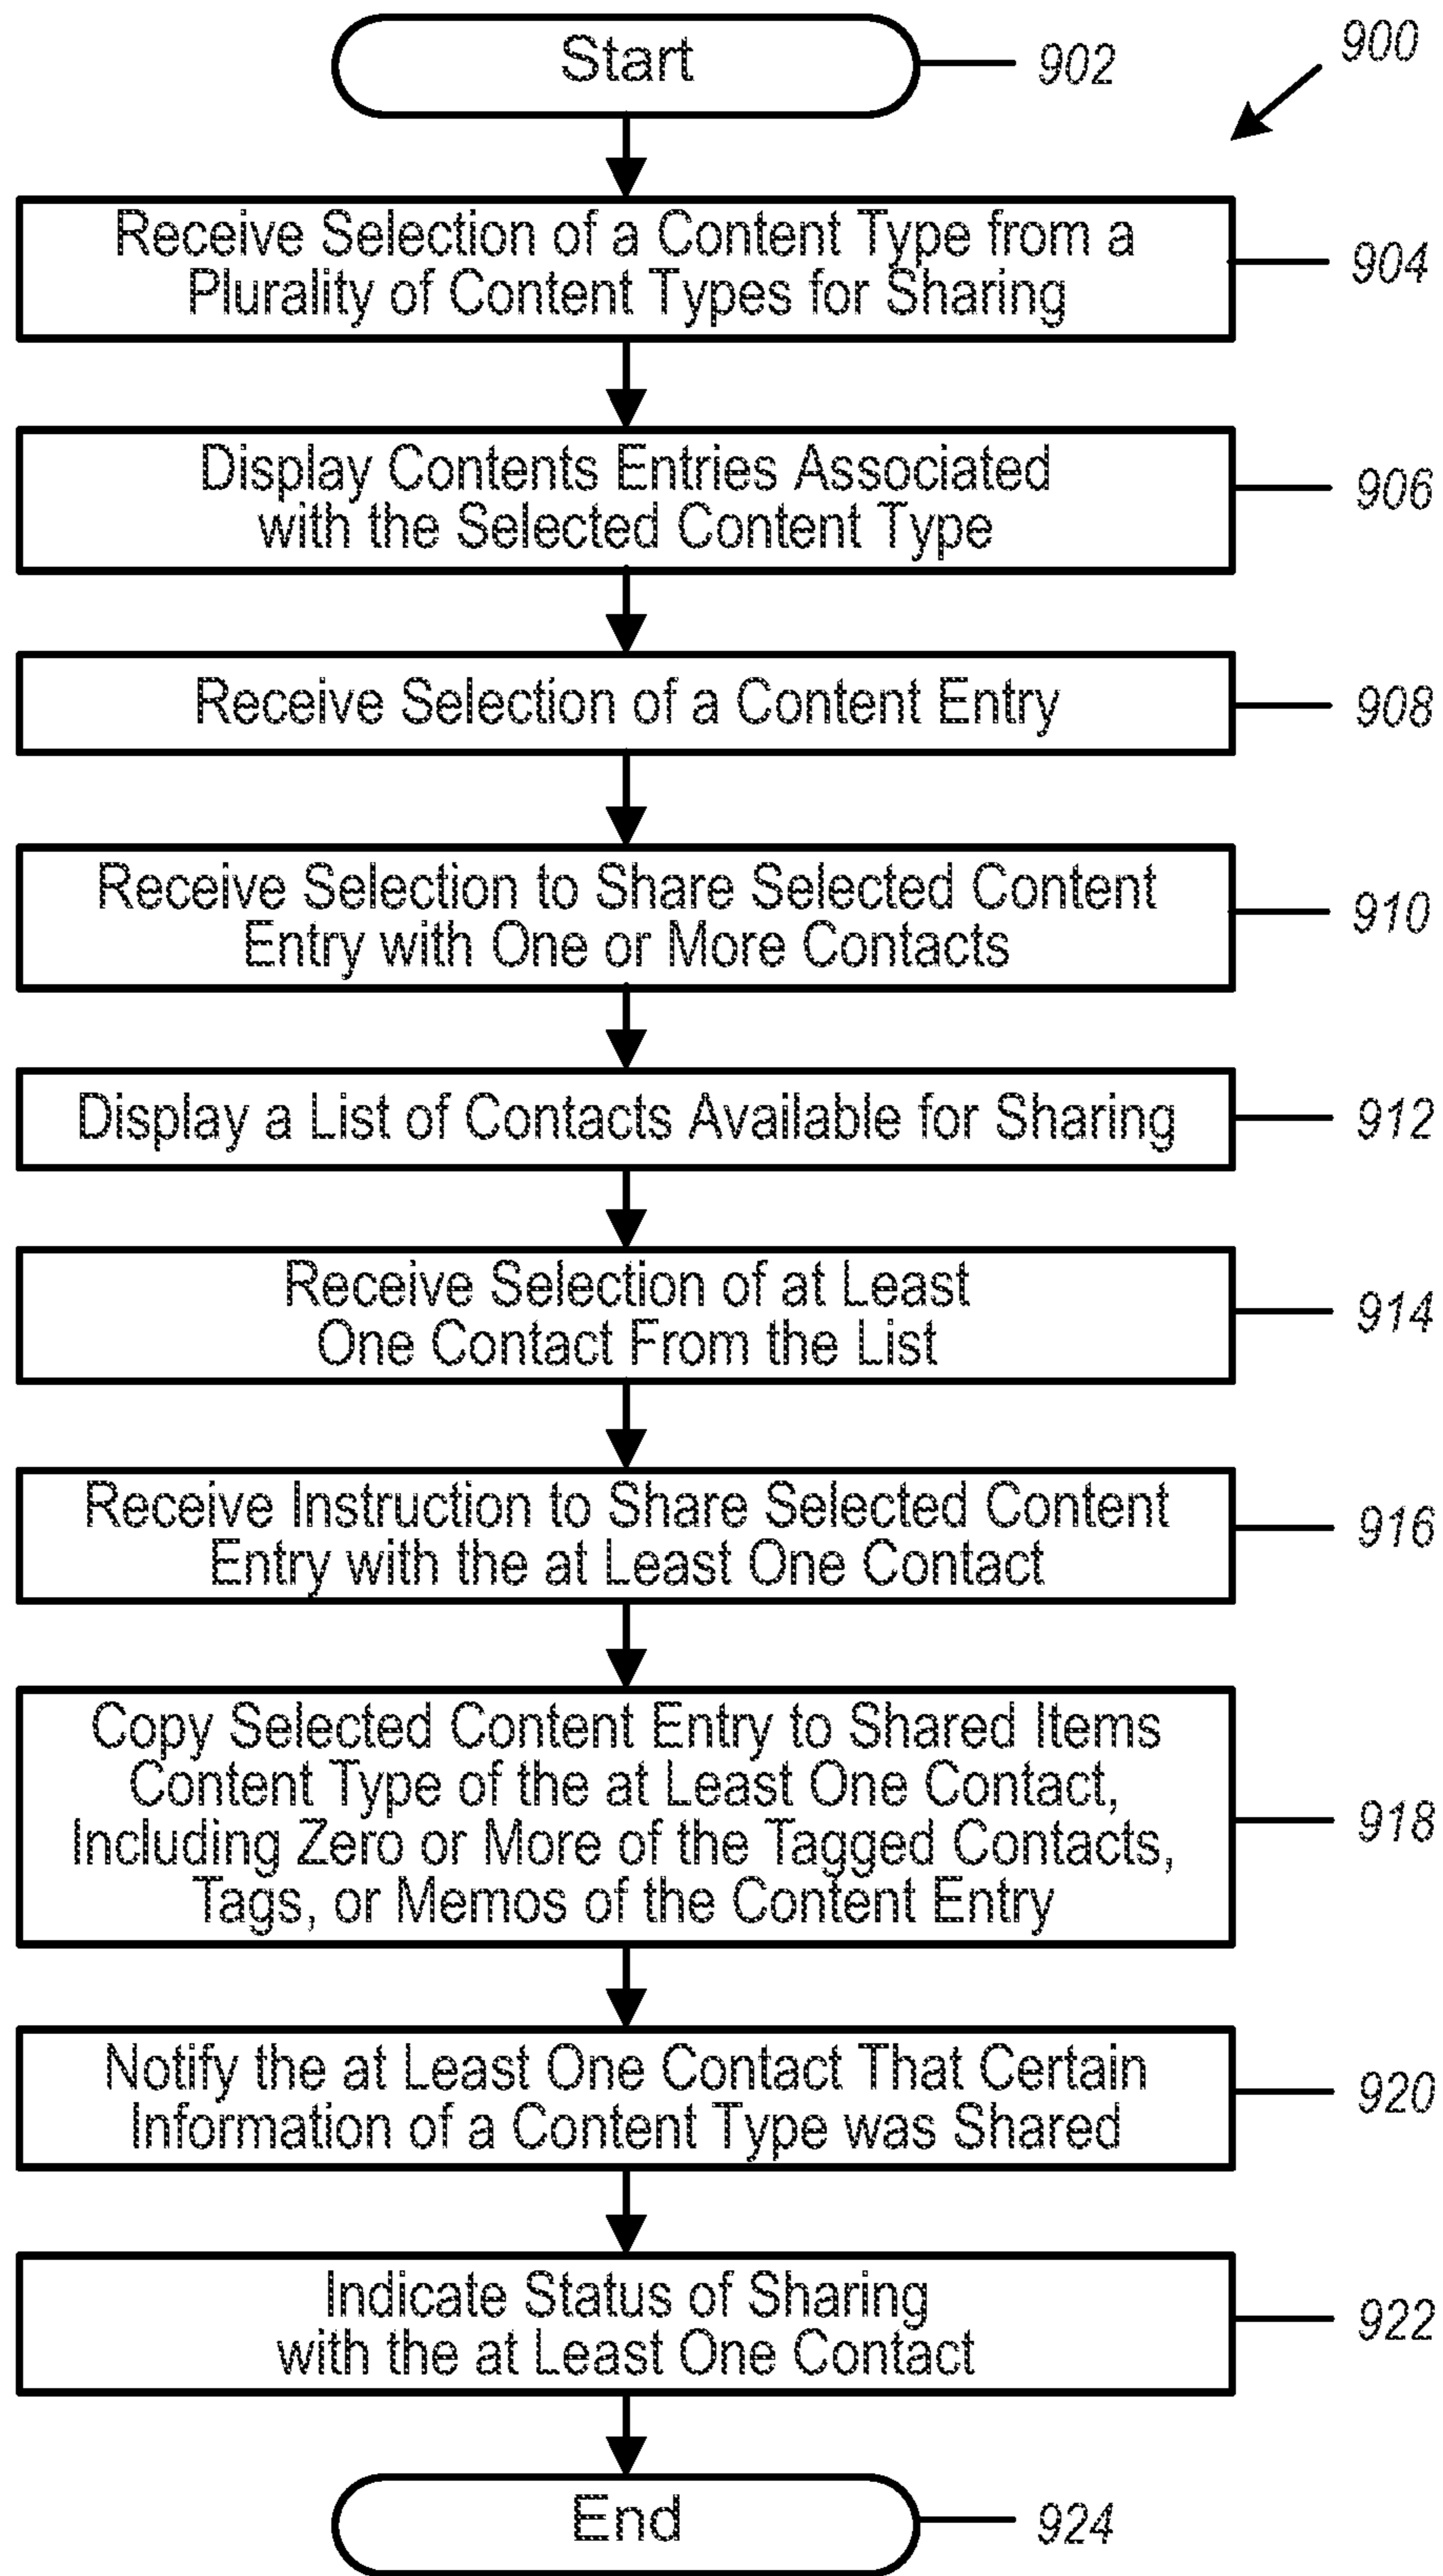 Start
902
900
Receive Selection of a Content Type from a
Plurality of Content Types for Sharing
904
Display Contents Entries Associated
with the Selected Content Type
906
Receive Selection of a Content Entry
908
Receive Selection to Share Selected Content
Entry with One or More Contacts
910
Display a List of Contacts Available for Sharing
912
Receive Selection of at Least
One Contact From the List
914
Receive Instruction to Share Selected Content
Entry with the at Least One Contact
916
Copy Selected Content Entry to Shared Items
Content Type of the at Least One Contact,
Including Zero or More of the Tagged Contacts,
Tags, or Memos of the Content Entry
918
Notify the at Least One Contact That Certain
Information of a Content Type was Shared
920
Indicate Status of Sharing
with the at Least One Contact
922
End
924